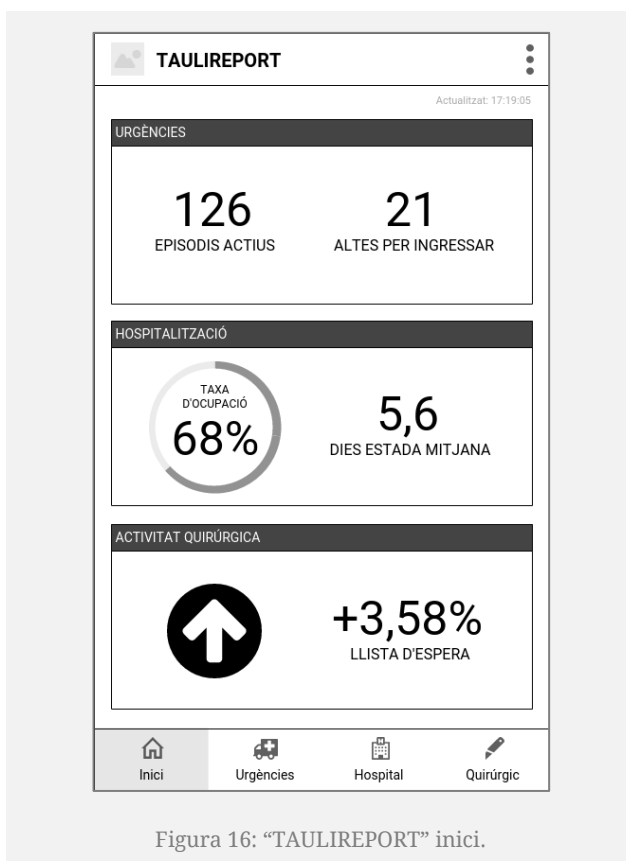 TAULIREPORT
Actualitzat: 17:19:05
URGÈNCIES
126
EPISODIS ACTIUS
21
ALTES PER INGRESSAR
HOSPITALITZACIÓ
TAXA
D'OCUPACIÓ
68%
5,6
DIES ESTADA MITJANA
ACTIVITAT QUIRÚRGICA
+3,58%
LLISTA D'ESPERA
Inici
Urgències
Hospital
Quirúrgic
Figura 16: “TAULIREPORT” inici.